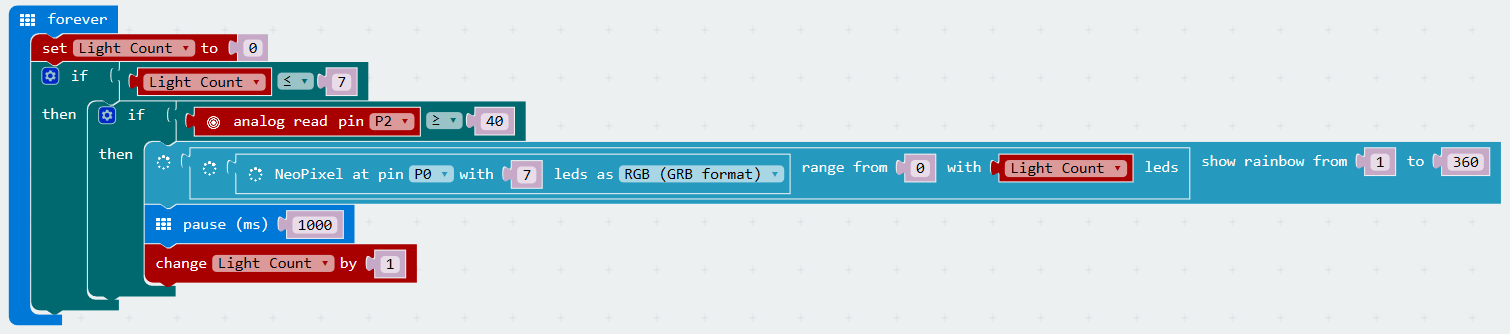 forever
set Light Count to 0
if Light Count ≤ 7
then if analog read pin P2 ≥ 40
then NeoPixel at pin P0 with 7 leds as RGB (GRB format) range from 0 with Light Count leds show rainbow from 1 to 360
pause (ms) 1000
change Light Count by 1